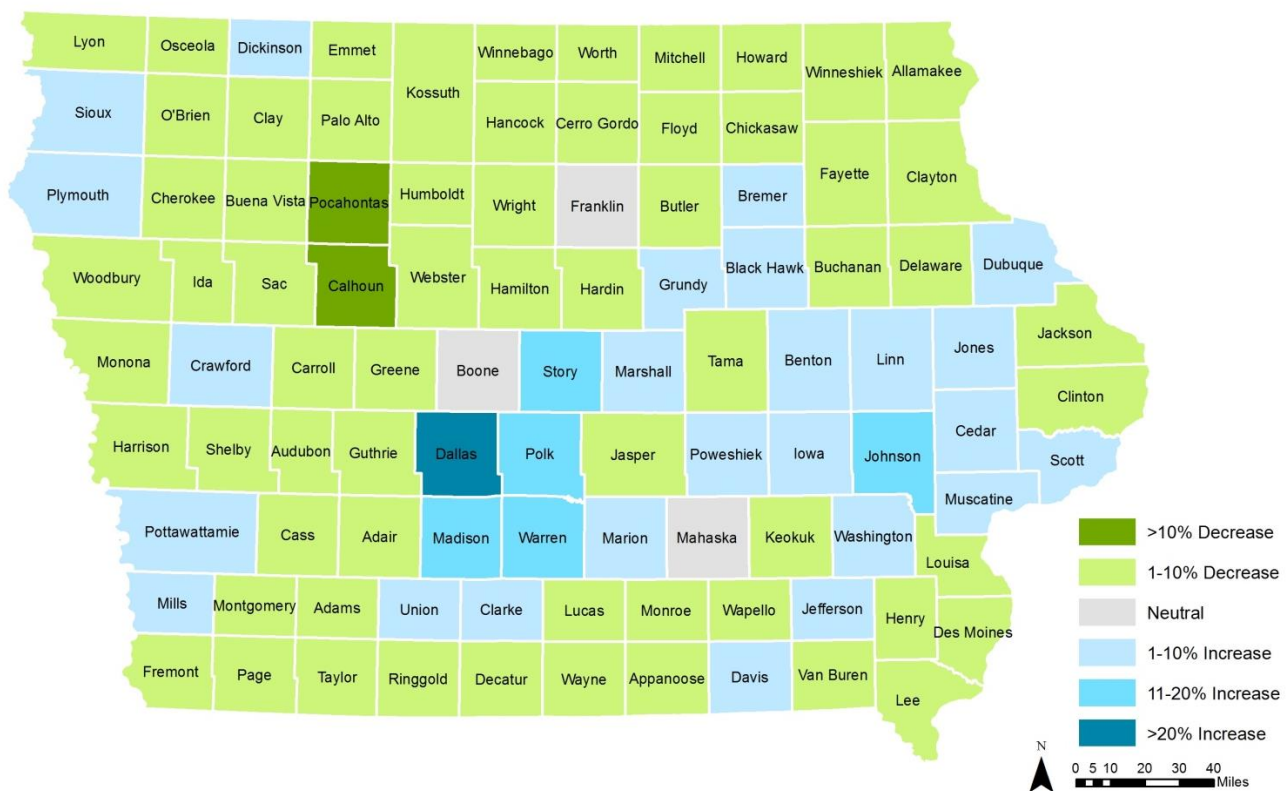 Lyon
Osceola
Dickinson
Emmet
Kossuth
Winnebago
Worth
Mitchell
Howard
Winneshiek
Allamakee
Sioux
O'Brien
Clay
Palo Alto
Hancock
Cerro Gordo
Floyd
Chickasaw
Plymouth
Cherokee
Buena Vista
Pocahontas
Humboldt
Wright
Franklin
Butler
Bremer
Fayette
Clayton
Woodbury
Ida
Sac
Calhoun
Webster
Hamilton
Hardin
Grundy
Black Hawk
Buchanan
Delaware
Dubuque
Monona
Crawford
Carroll
Greene
Boone
Story
Marshall
Tama
Benton
Linn
Jones
Jackson
Clinton
Harrison
Shelby
Audubon
Guthrie
Dallas
Polk
Jasper
Poweshiek
Iowa
Johnson
Cedar
Scott
Muscatine
Pottawattamie
Cass
Adair
Madison
Warren
Marion
Mahaska
Keokuk
Washington
Louisa
Mills
Montgomery
Adams
Union
Clarke
Lucas
Monroe
Wapello
Jefferson
Henry
Des Moines
Fremont
Page
Taylor
Ringgold
Decatur
Wayne
Appanoose
Davis
Van Buren
Lee
>10% Decrease
1-10% Decrease
Neutral
1-10% Increase
11-20% Increase
>20% Increase
N
0 5 10 20 30 40
Miles